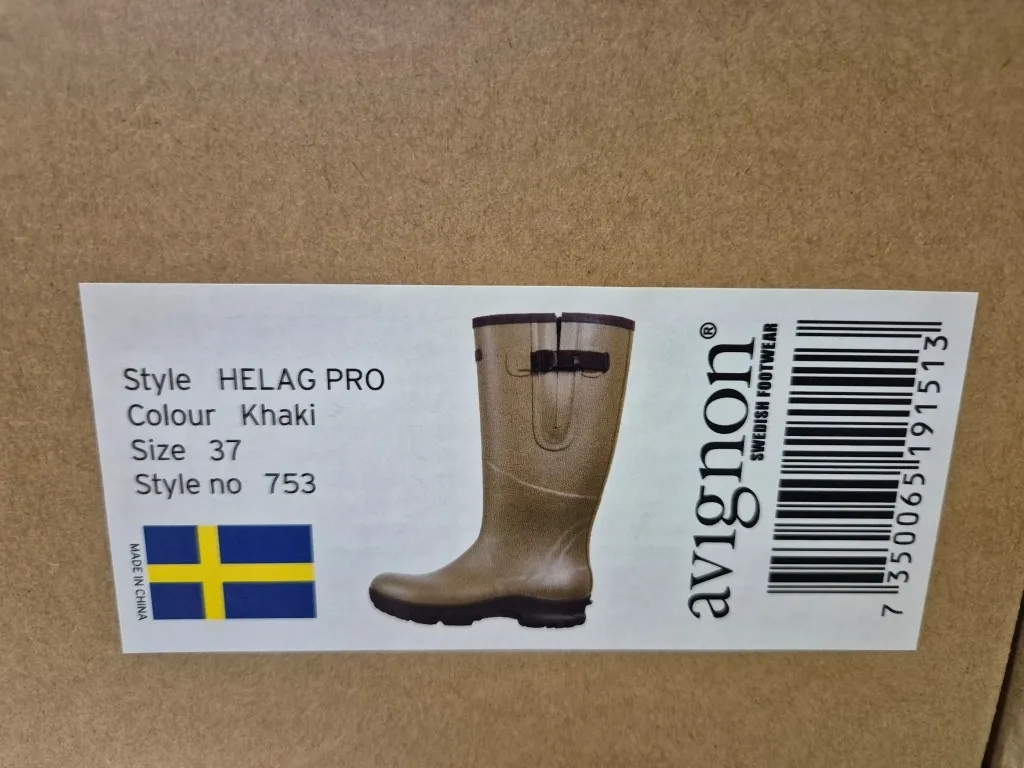 Style HELAG PRO
Colour Khaki
Size 37
Style no 753
MADE IN CHINA
avignon®
SWEDISH FOOTWEAR
7 350065 191513